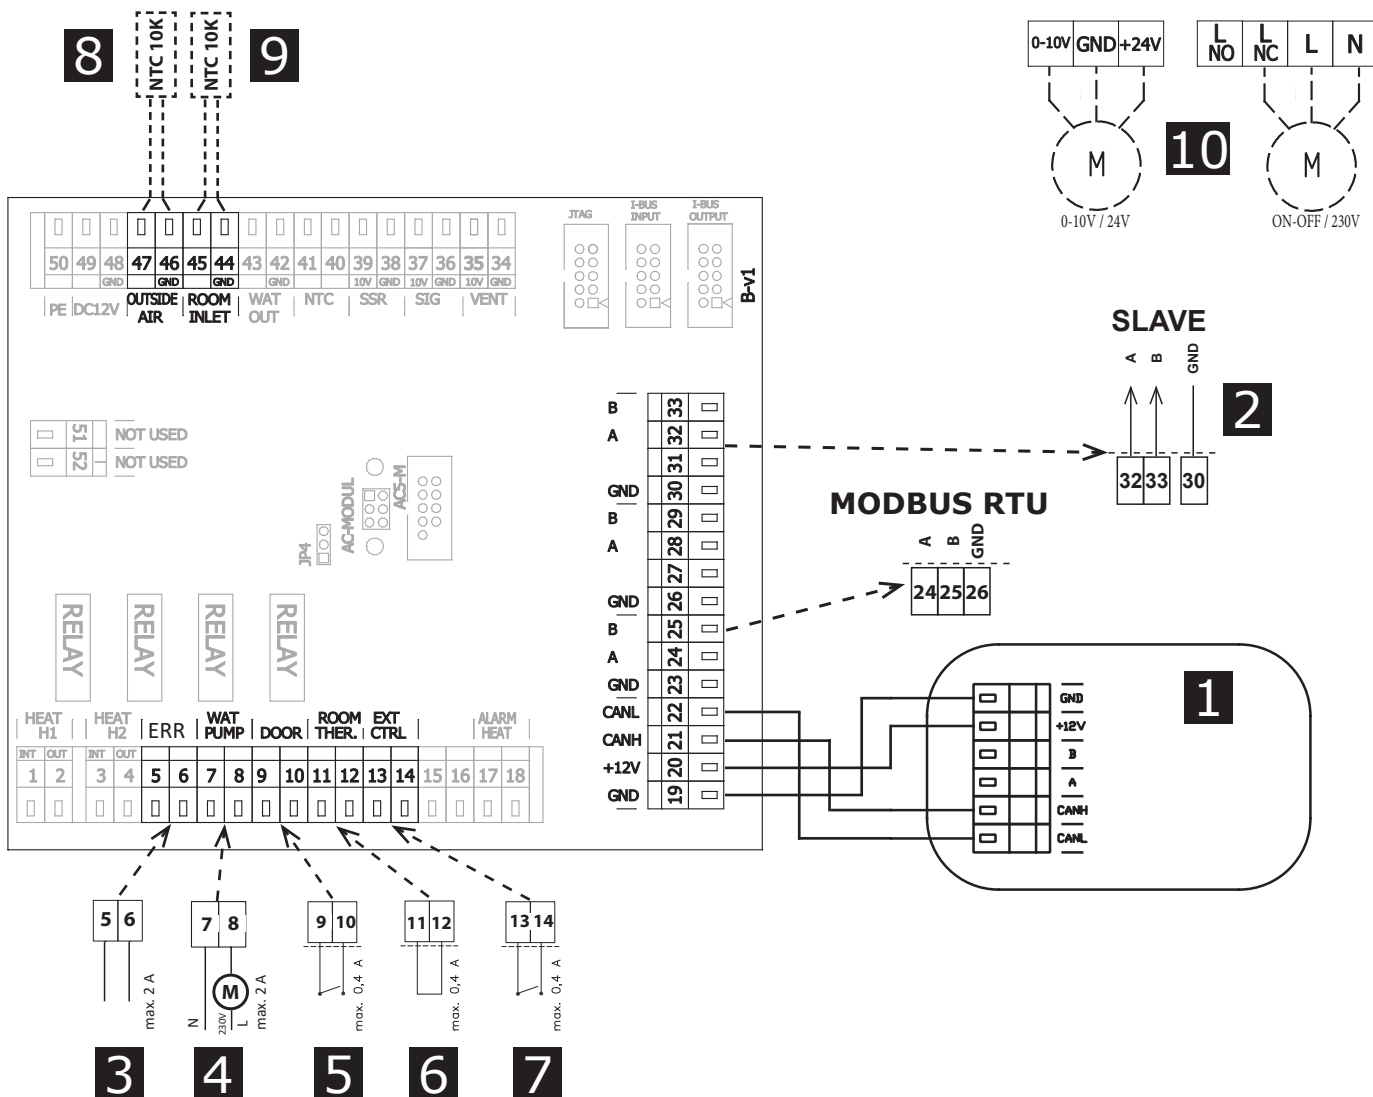 8
NTC 10K
NTC 10K
9
0-10V GND +24V
L NO
L NC
L
N
M
10
M
0-10V / 24V
ON-OFF / 230V
JTAG
I-BUS INPUT
I-BUS OUTPUT
B-v1
50 49 48 47 46 45 44 43 42 41 40 39 38 37 36 35 34
GND GND GND GND 10V GND 10V GND 10V GND
PE DC12V OUTSIDE AIR ROOM INLET WAT OUT NTC SSR SIG VENT
SLAVE
A B GND
2
32 33 30
51 NOT USED
52 NOT USED
JP4
AC-MODUL
ACS-M
B 33
A 32
31
GND 30
B 29
A 28
27
GND 26
B 25
A 24
GND 23
CANL 22
CANH 21
+12V 20
GND 19
MODBUS RTU
A B GND
24 25 26
1
GND
+12V
B
A
CANH
CANL
RELAY RELAY RELAY RELAY
HEAT H1 HEAT H2 ERR WAT PUMP DOOR ROOM THER. EXT CTRL ALARM HEAT
INT OUT INT OUT
1 2 3 4 5 6 7 8 9 10 11 12 13 14 15 16 17 18
5 6
max. 2 A
7 8
M
N 230V L
max. 2 A
9 10
max. 0,4 A
11 12
max. 0,4 A
13 14
max. 0,4 A
3 4 5 6 7